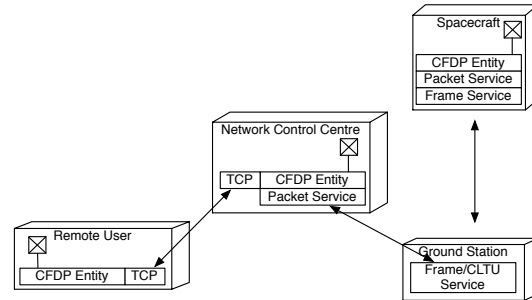 Spacecraft
CFDP Entity
Packet Service
Frame Service
Network Control Centre
TCP CFDP Entity
Packet Service
Remote User
CFDP Entity TCP
Ground Station
Frame/CLTU
Service